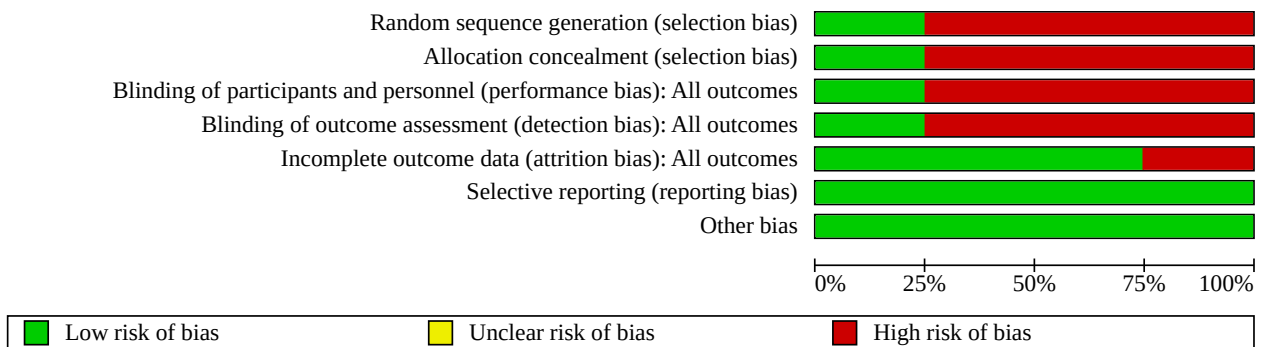 Random sequence generation (selection bias)
Allocation concealment (selection bias)
Blinding of participants and personnel (performance bias): All outcomes
Blinding of outcome assessment (detection bias): All outcomes
Incomplete outcome data (attrition bias): All outcomes
Selective reporting (reporting bias)
Other bias
0% 25% 50% 75% 100%
Low risk of bias Unclear risk of bias High risk of bias